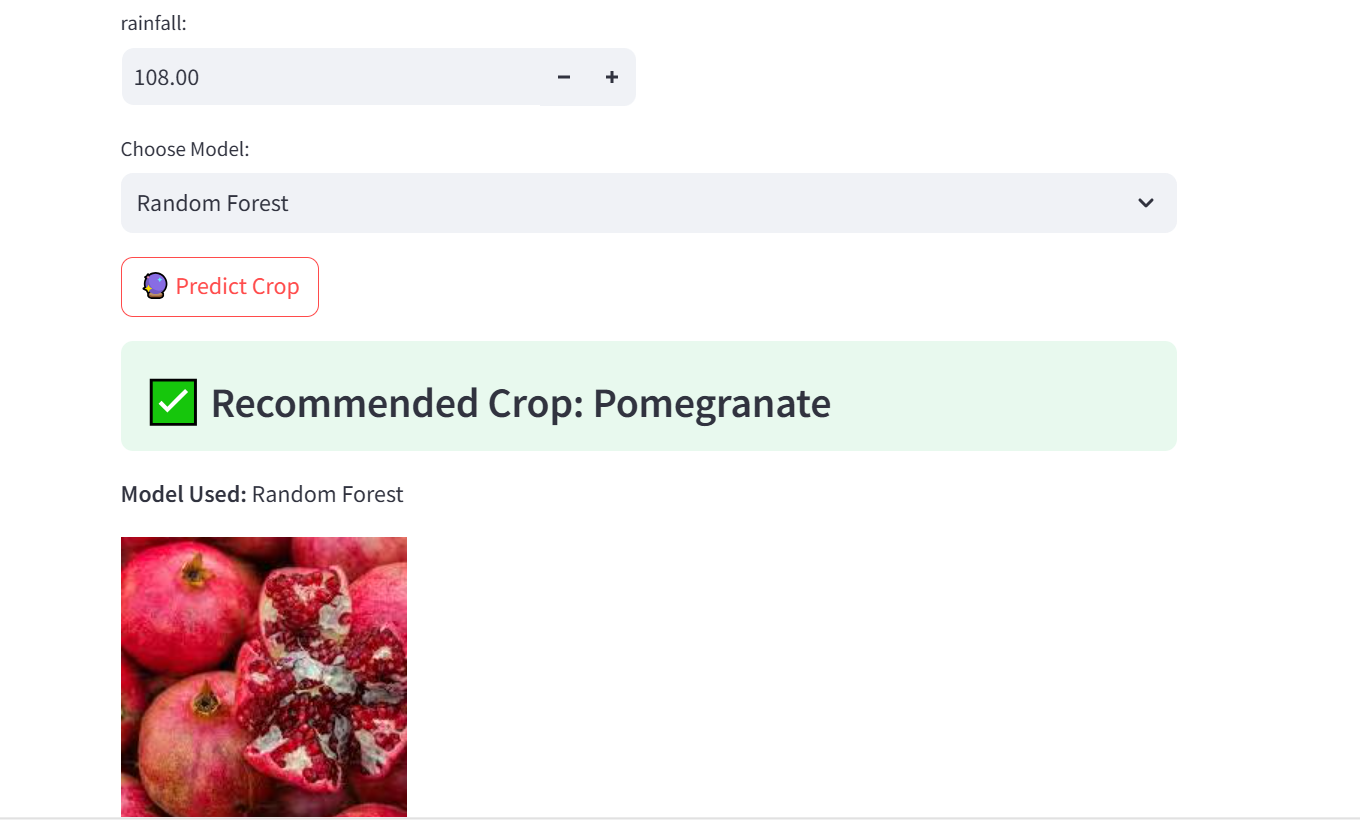 rainfall:
108.00
Choose Model:
Random Forest
🔮 Predict Crop
✅ Recommended Crop: Pomegranate
Model Used: Random Forest